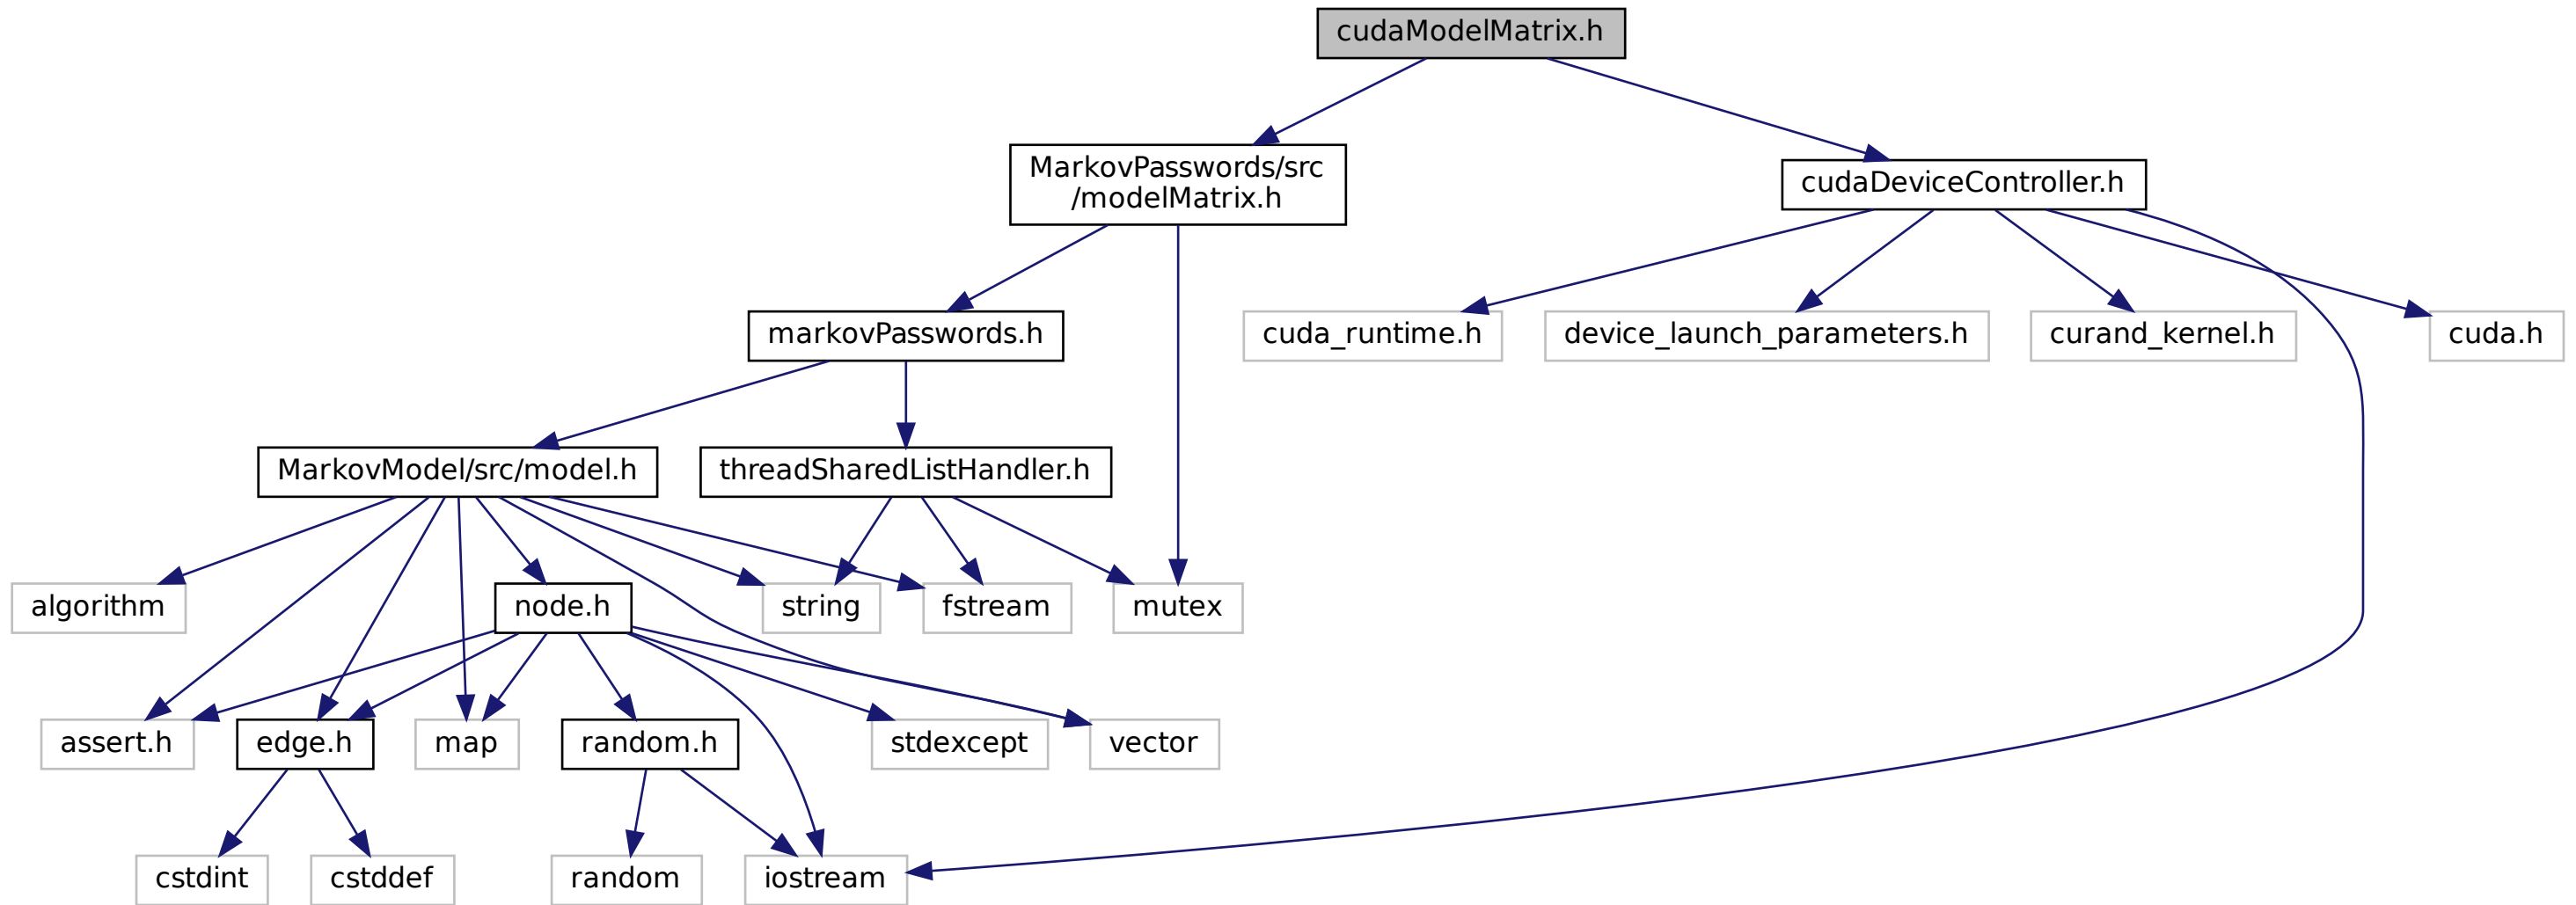 cudaModelMatrix.h
MarkovPasswords/src
/modelMatrix.h
cudaDeviceController.h
markovPasswords.h
cuda_runtime.h
device_launch_parameters.h
curand_kernel.h
cuda.h
MarkovModel/src/model.h
threadSharedListHandler.h
algorithm
node.h
string
fstream
mutex
assert.h
edge.h
map
random.h
stdexcept
vector
cstdint
cstddef
random
iostream